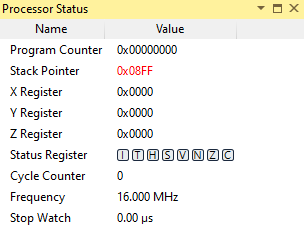 Processor Status
Name Value
Program Counter 0x00000000
Stack Pointer 0x08FF
X Register 0x0000
Y Register 0x0000
Z Register 0x0000
Status Register I T H S V N Z C
Cycle Counter 0
Frequency 16.000 MHz
Stop Watch 0.00 µs